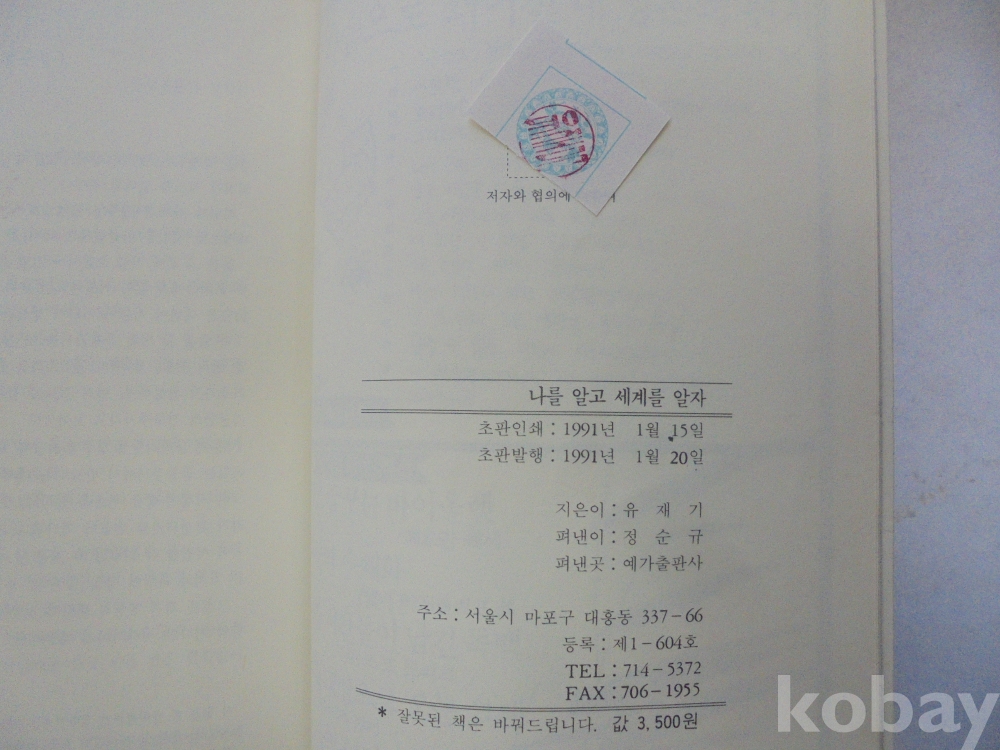 저자와 협의에
나를 알고 세계를 알자
초판인쇄 : 1991년 1월 15일
초판발행 : 1991년 1월 20일
지은이 : 유 재 기
펴낸이 : 정 순 규
펴낸곳 : 예가출판사
주소 : 서울시 마포구 대흥동 337-66
등록 : 제1-604호
TEL : 714-5372
FAX : 706-1955
* 잘못된 책은 바꿔드립니다. 값 3,500원
kobay